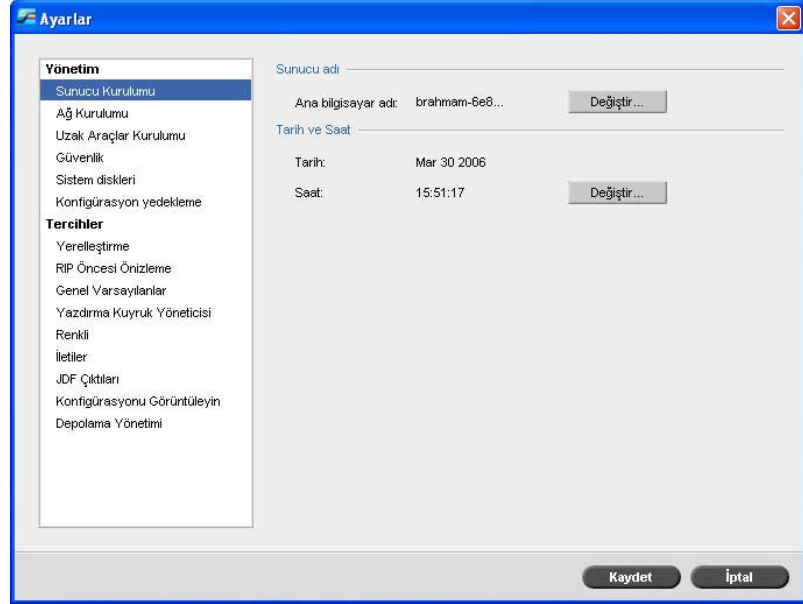 Ayarlar
Yönetim
Sunucu Kurulumu
Ağ Kurulumu
Uzak Araçlar Kurulumu
Güvenlik
Sistem diskleri
Konfigürasyon yedekleme
Tercihler
Yerelleştirme
RIP Öncesi Önizleme
Genel Varsayılanlar
Yazdırma Kuyruk Yöneticisi
Renkli
İletiler
JDF Çıktıları
Konfigürasyonu Görüntüleyin
Depolama Yönetimi
Sunucu adı
Ana bilgisayar adı: brahmam-6e8... Değiştir...
Tarih ve Saat
Tarih: Mar 30 2006
Saat: 15:51:17 Değiştir...
Kaydet İptal